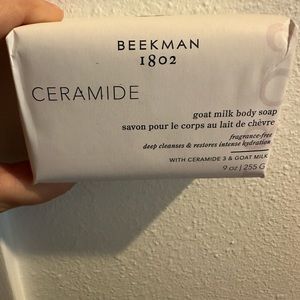 BEEKMAN
1802
CERAMIDE
goat milk body soap
savon pour le corps au lait de chèvre
fragrance-free
deep cleanses & restores intense hydration
WITH CERAMIDE 3 & GOAT MILK
9 oz | 255 G